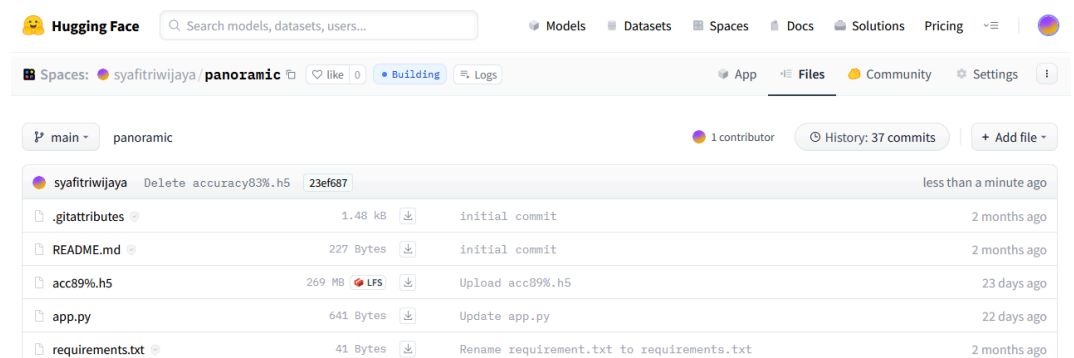 Hugging Face Search models, datasets, users... Models Datasets Spaces Docs Solutions Pricing
Spaces: syafitriwijaya/panoramic like 0 Building Logs App Files Community Settings
main panoramic 1 contributor History: 37 commits + Add file
syafitriwijaya Delete accuracy83%.h5 23ef687 less than a minute ago
.gitattributes 1.48 kB initial commit 2 months ago
README.md 227 Bytes initial commit 2 months ago
acc89%.h5 269 MB LFS Upload acc89%.h5 23 days ago
app.py 641 Bytes Update app.py 22 days ago
requirements.txt 41 Bytes Rename requirement.txt to requirements.txt 2 months ago